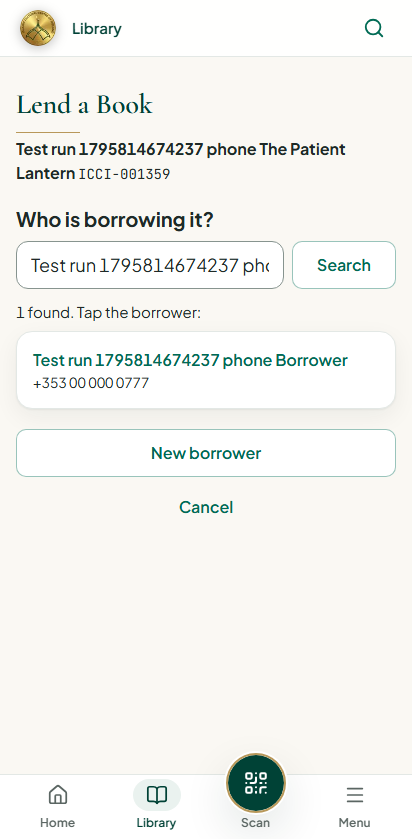 Library
Lend a Book
Test run 1795814674237 phone The Patient
Lantern ICCI-001359
Who is borrowing it?
Test run 1795814674237 pho
Search
1 found. Tap the borrower:
Test run 1795814674237 phone Borrower
+353 00 000 0777
New borrower
Cancel
Home
Library
Scan
Menu